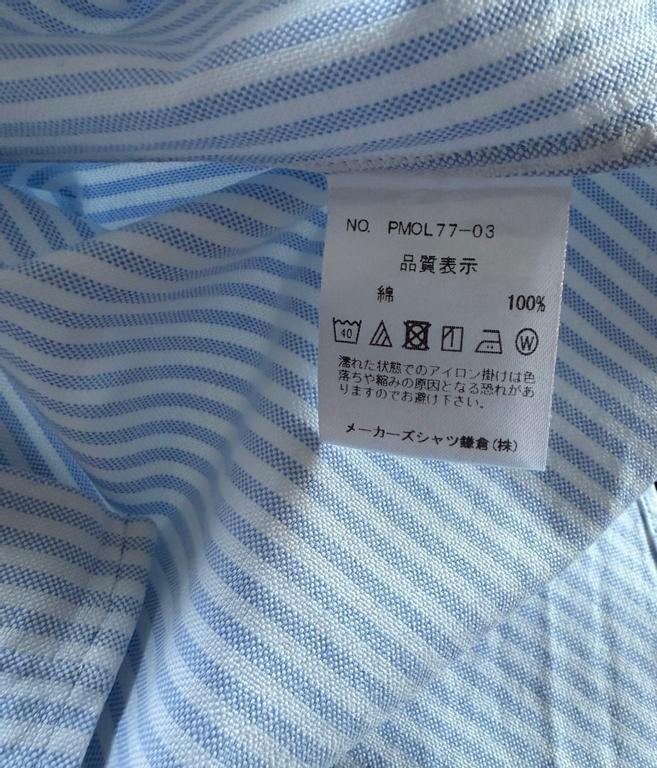 NO. PMOL77-03
品質表示
綿 100%
40 W
濡れた状態でのアイロン掛けは色
落ちや縮みの原因となる恐れがあ
りますのでお避け下さい。
メーカーズシャツ鎌倉(株)